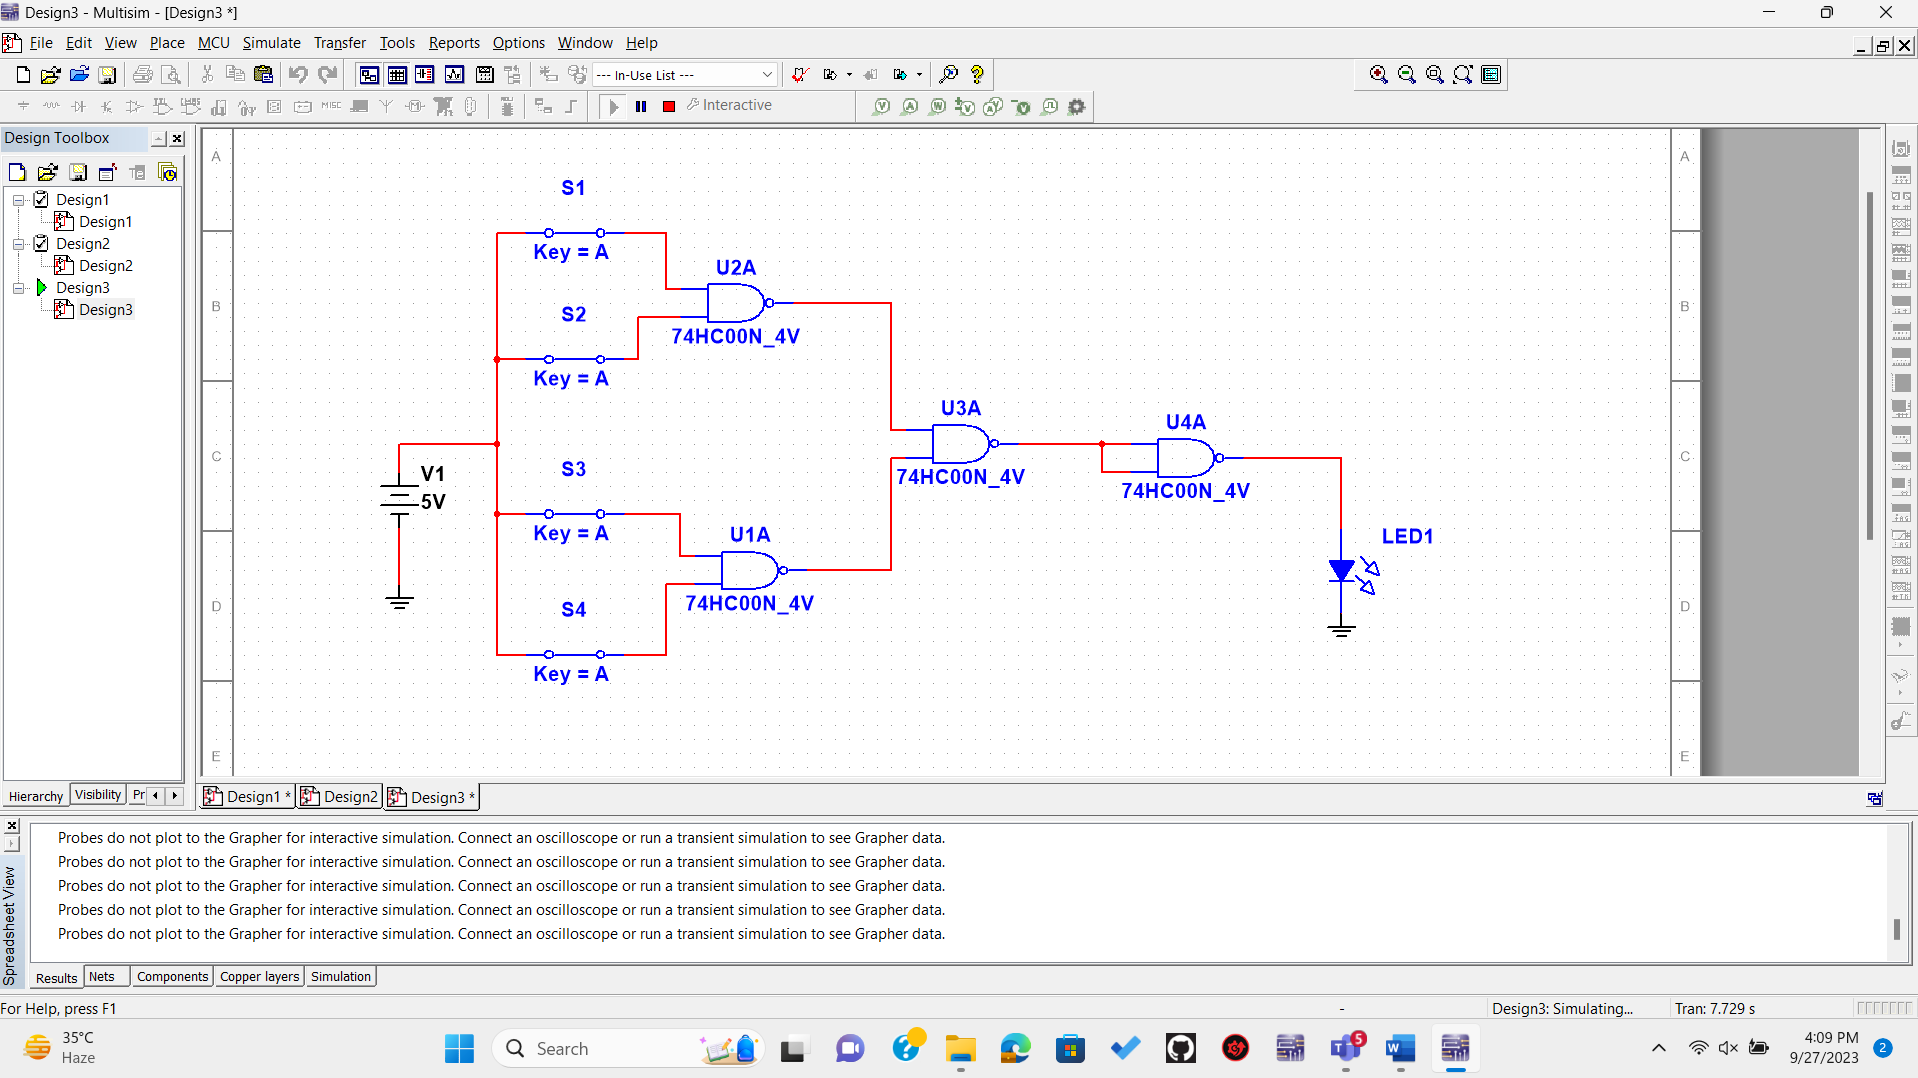 Design3 - Multisim - [Design3 *]
File Edit View Place MCU Simulate Transfer Tools Reports Options Window Help
--- In-Use List ---
MISC
Interactive
Design Toolbox
Design1
Design1
Design2
Design2
Design3
Design3
Hierarchy Visibility Pr
A A
B B
C C
D D
E E
S1
Key = A
S2
Key = A
U2A
74HC00N_4V
V1
5V
S3
Key = A
S4
Key = A
U1A
74HC00N_4V
U3A
74HC00N_4V
U4A
74HC00N_4V
LED1
Design1 * Design2 Design3 *
Spreadsheet View
Probes do not plot to the Grapher for interactive simulation. Connect an oscilloscope or run a transient simulation to see Grapher data.
Probes do not plot to the Grapher for interactive simulation. Connect an oscilloscope or run a transient simulation to see Grapher data.
Probes do not plot to the Grapher for interactive simulation. Connect an oscilloscope or run a transient simulation to see Grapher data.
Probes do not plot to the Grapher for interactive simulation. Connect an oscilloscope or run a transient simulation to see Grapher data.
Probes do not plot to the Grapher for interactive simulation. Connect an oscilloscope or run a transient simulation to see Grapher data.
Results Nets Components Copper layers Simulation
For Help, press F1 - Design3: Simulating... Tran: 7.729 s
35°C
Haze
Search
5
4:09 PM
9/27/2023
2